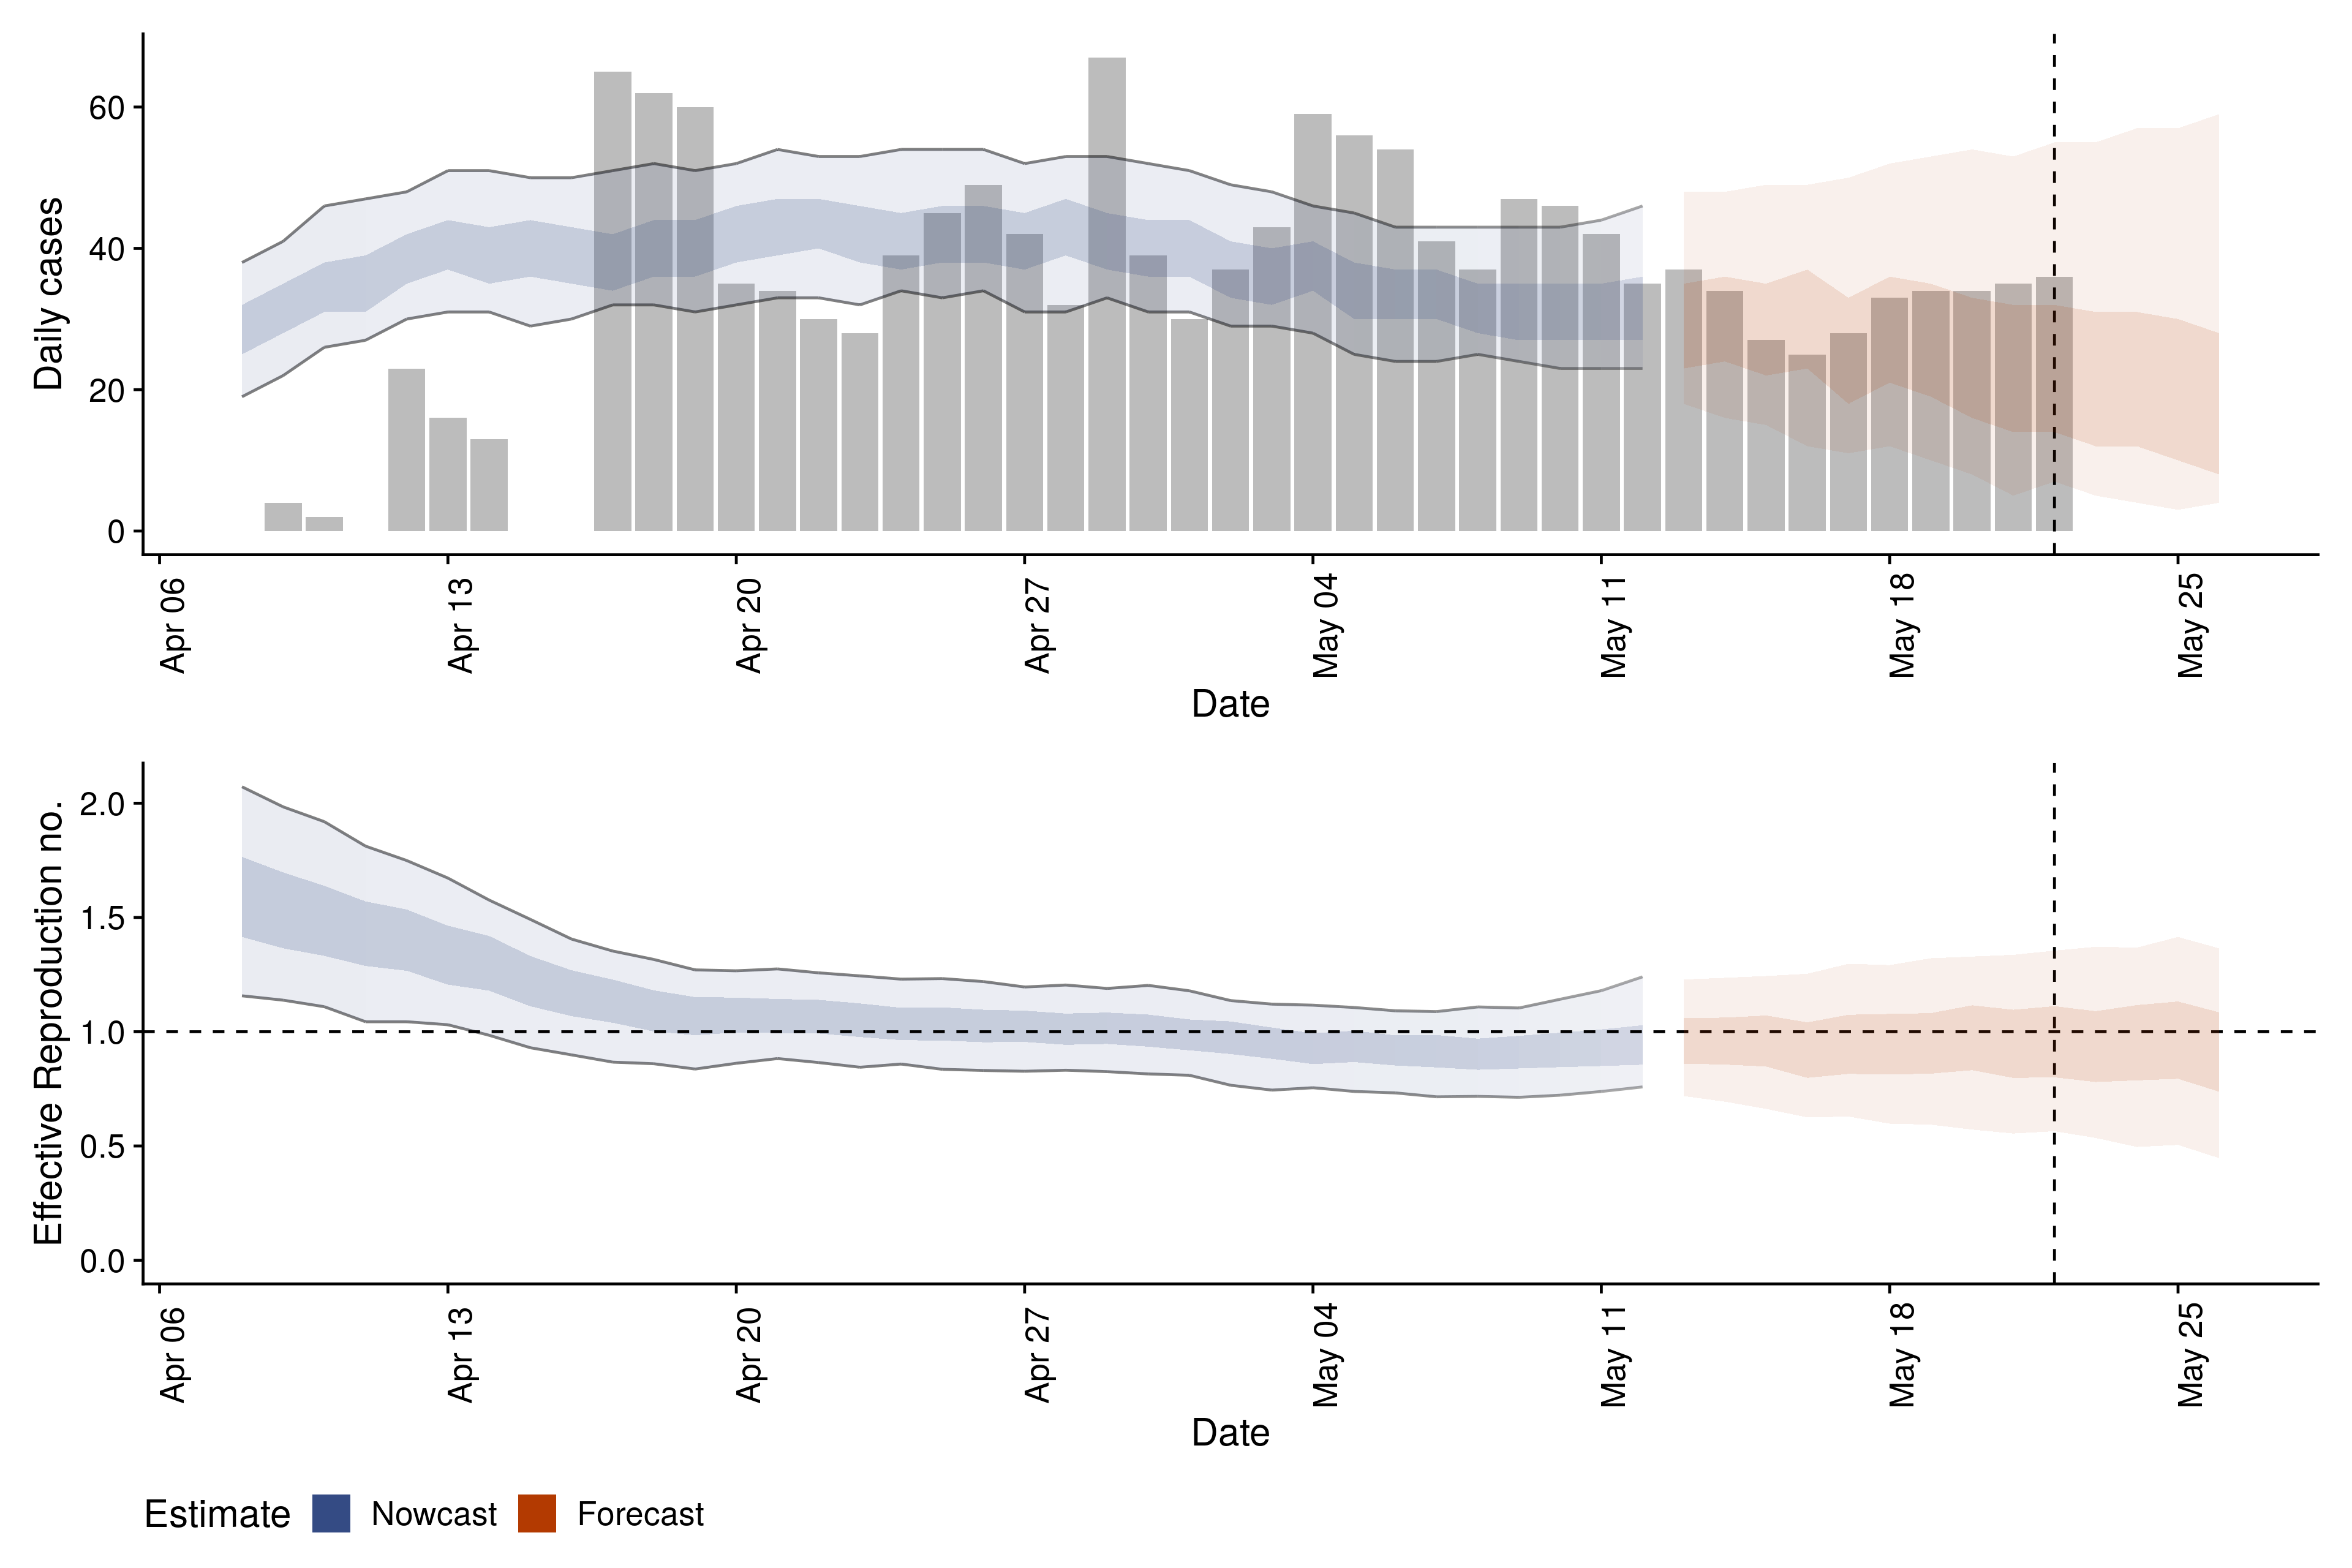 Daily cases
60
40
20
0
Apr 06
Apr 13
Apr 20
Apr 27
May 04
May 11
May 18
May 25
Date
Effective Reproduction no.
2.0
1.5
1.0
0.5
0.0
Apr 06
Apr 13
Apr 20
Apr 27
May 04
May 11
May 18
May 25
Date
Estimate Nowcast Forecast